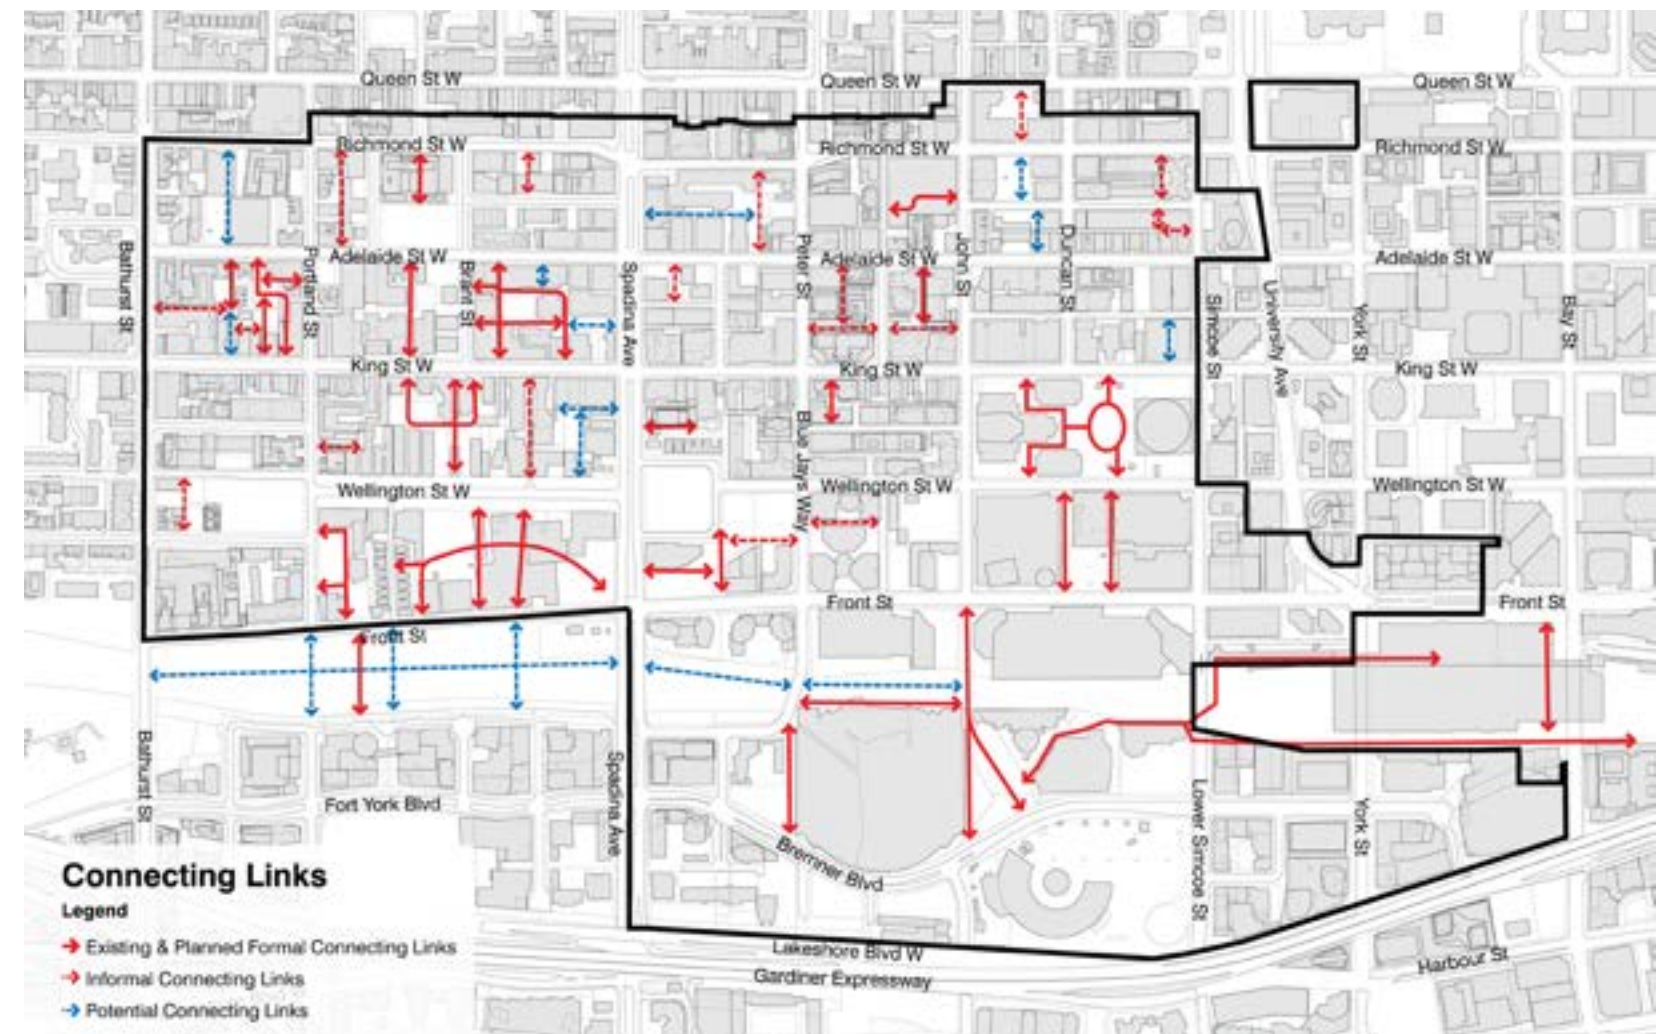 Queen St W
Queen St W
Queen St W
Richmond St W
Richmond St W
Richmond St W
Bathurst St
Portland St
Adelaide St W
Brant St
Spadina Ave
Peter St
Adelaide St W
John St
Duncan St
Adelaide St W
Simcoe St
University Ave
York St
Bay St
King St W
King St W
King St W
Blue Jays Way
Wellington St W
Wellington St W
Wellington St W
Front St
Front St
Front St
Bathurst St
Spadina Ave
Fort York Blvd
Bremner Blvd
Lower Simcoe St
York St
Lakeshore Blvd W
Gardiner Expressway
Harbour St
Connecting Links
Legend
Existing & Planned Formal Connecting Links
Informal Connecting Links
Potential Connecting Links